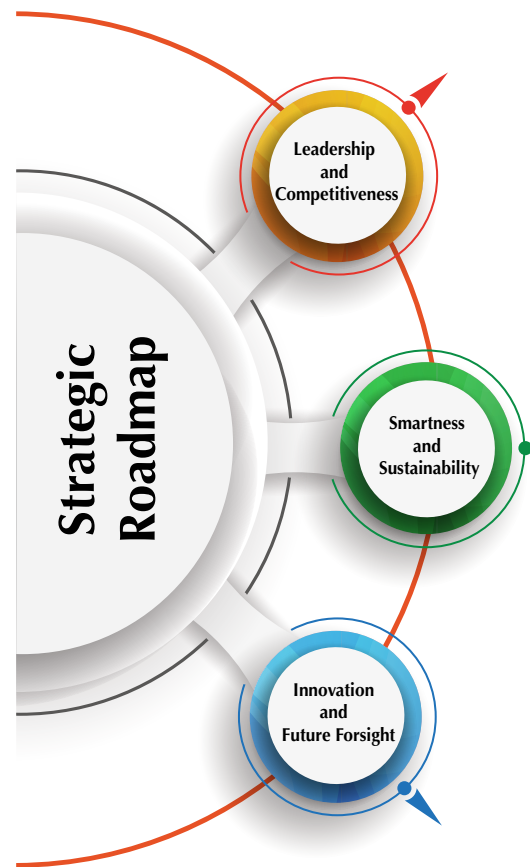 Strategic
Roadmap
Leadership
and
Competitiveness
Smartness
and
Sustainability
Innovation
and
Future Forsight